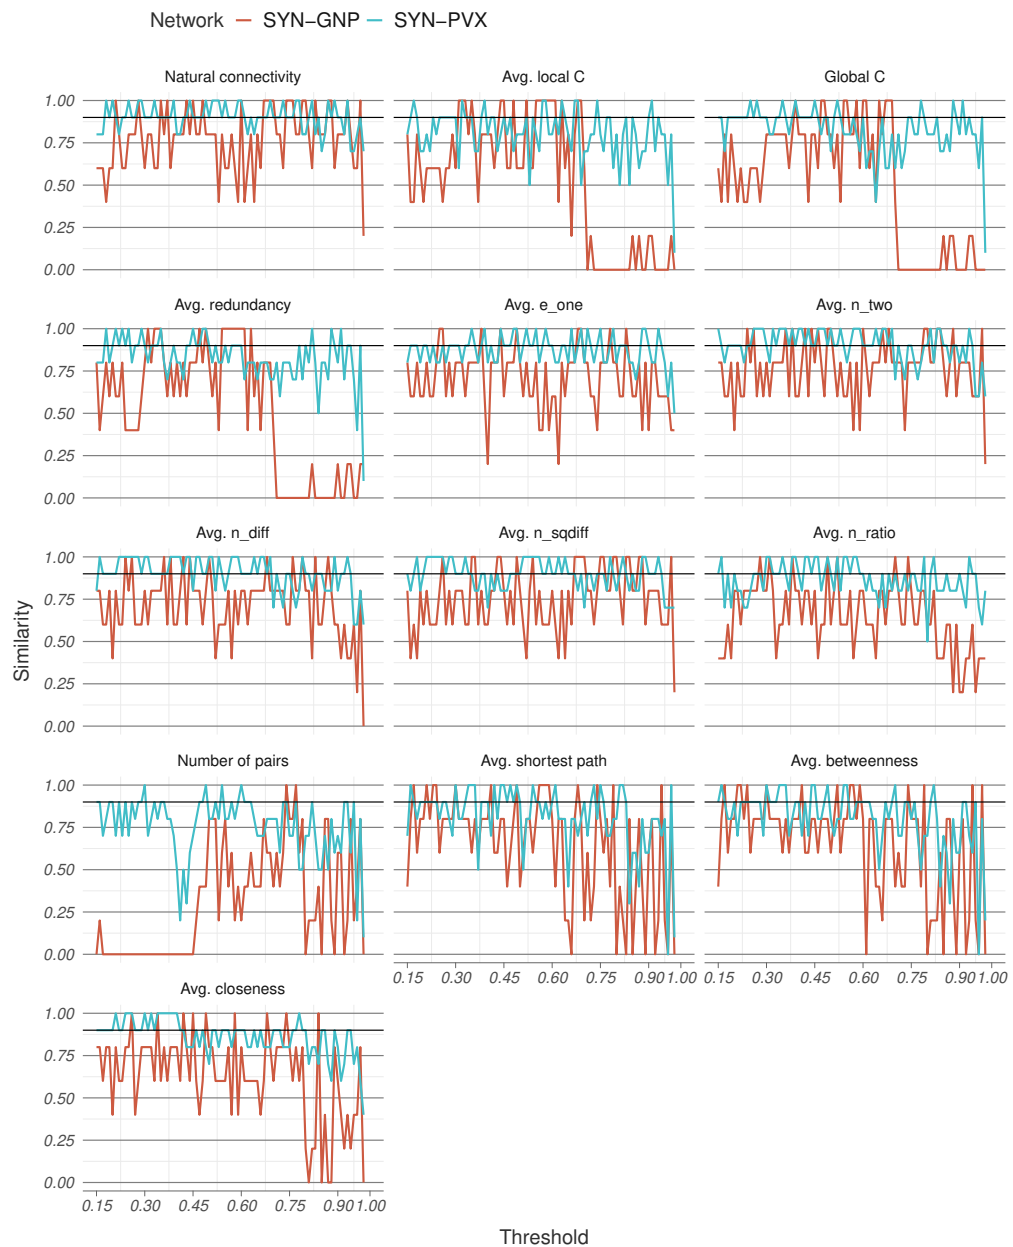 Network SYN−GNP SYN−PVX
Natural connectivity Avg. local C Global C
1.00
0.75
0.50
0.25
0.00
Avg. redundancy Avg. e_one Avg. n_two
1.00
0.75
0.50
0.25
0.00
Avg. n_diff Avg. n_sqdiff Avg. n_ratio
1.00
0.75
0.50
0.25
0.00
Similarity
Number of pairs Avg. shortest path Avg. betweenness
1.00
0.75
0.50
0.25
0.00
0.15 0.30 0.45 0.60 0.75 0.90 1.00 0.15 0.30 0.45 0.60 0.75 0.90 1.00
Avg. closeness
1.00
0.75
0.50
0.25
0.00
0.15 0.30 0.45 0.60 0.75 0.90 1.00
Threshold